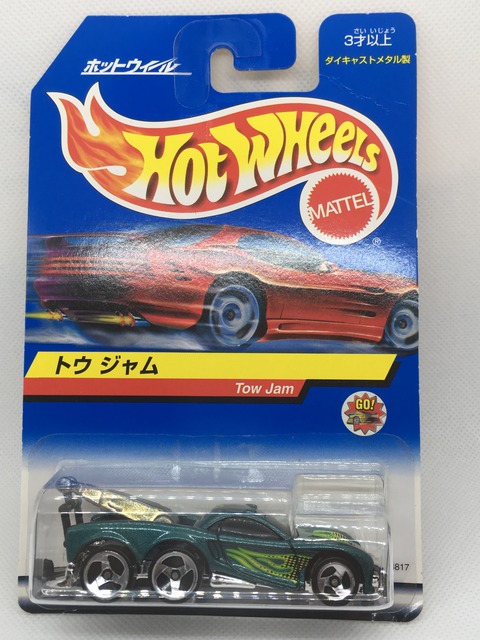 さい いじょう
3才以上
ホットウィール
ダイキャストメタル製
HOT WHEELS
MATTEL
®
トウ ジャム
Tow Jam
GO!